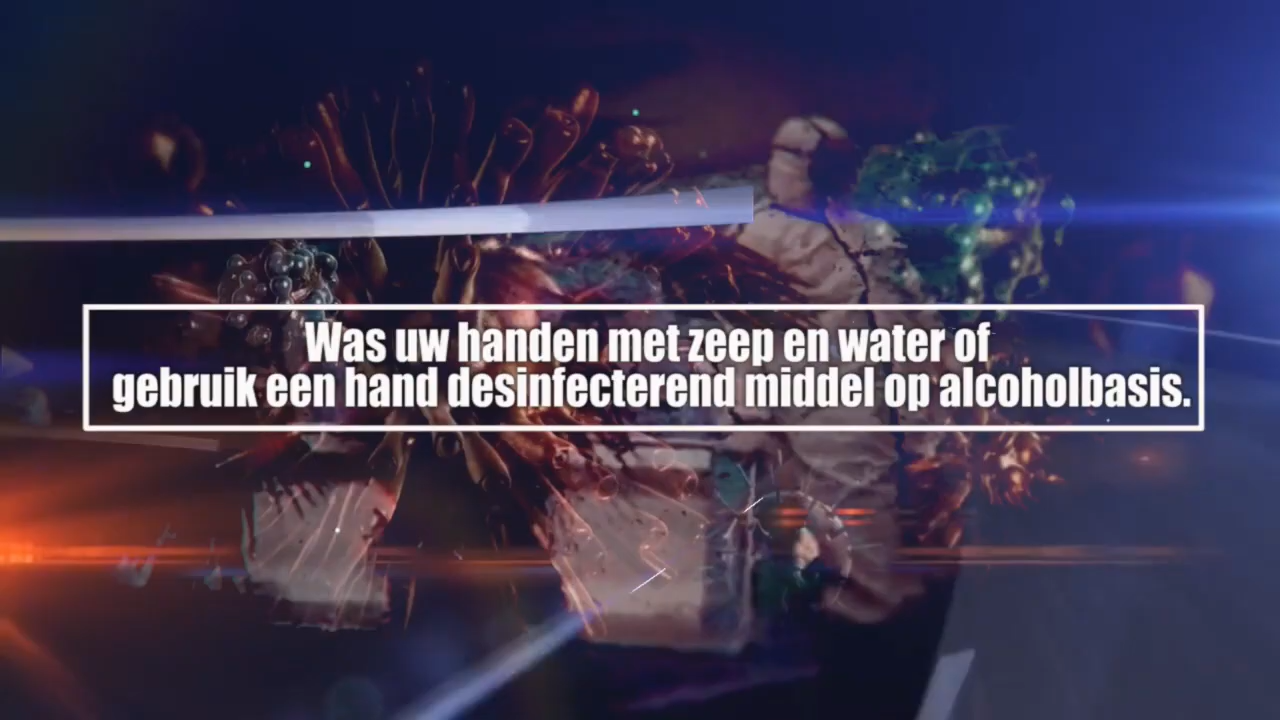 Was uw handen met zeep en water of
gebruik een hand desinfecterend middel op alcoholbasis.